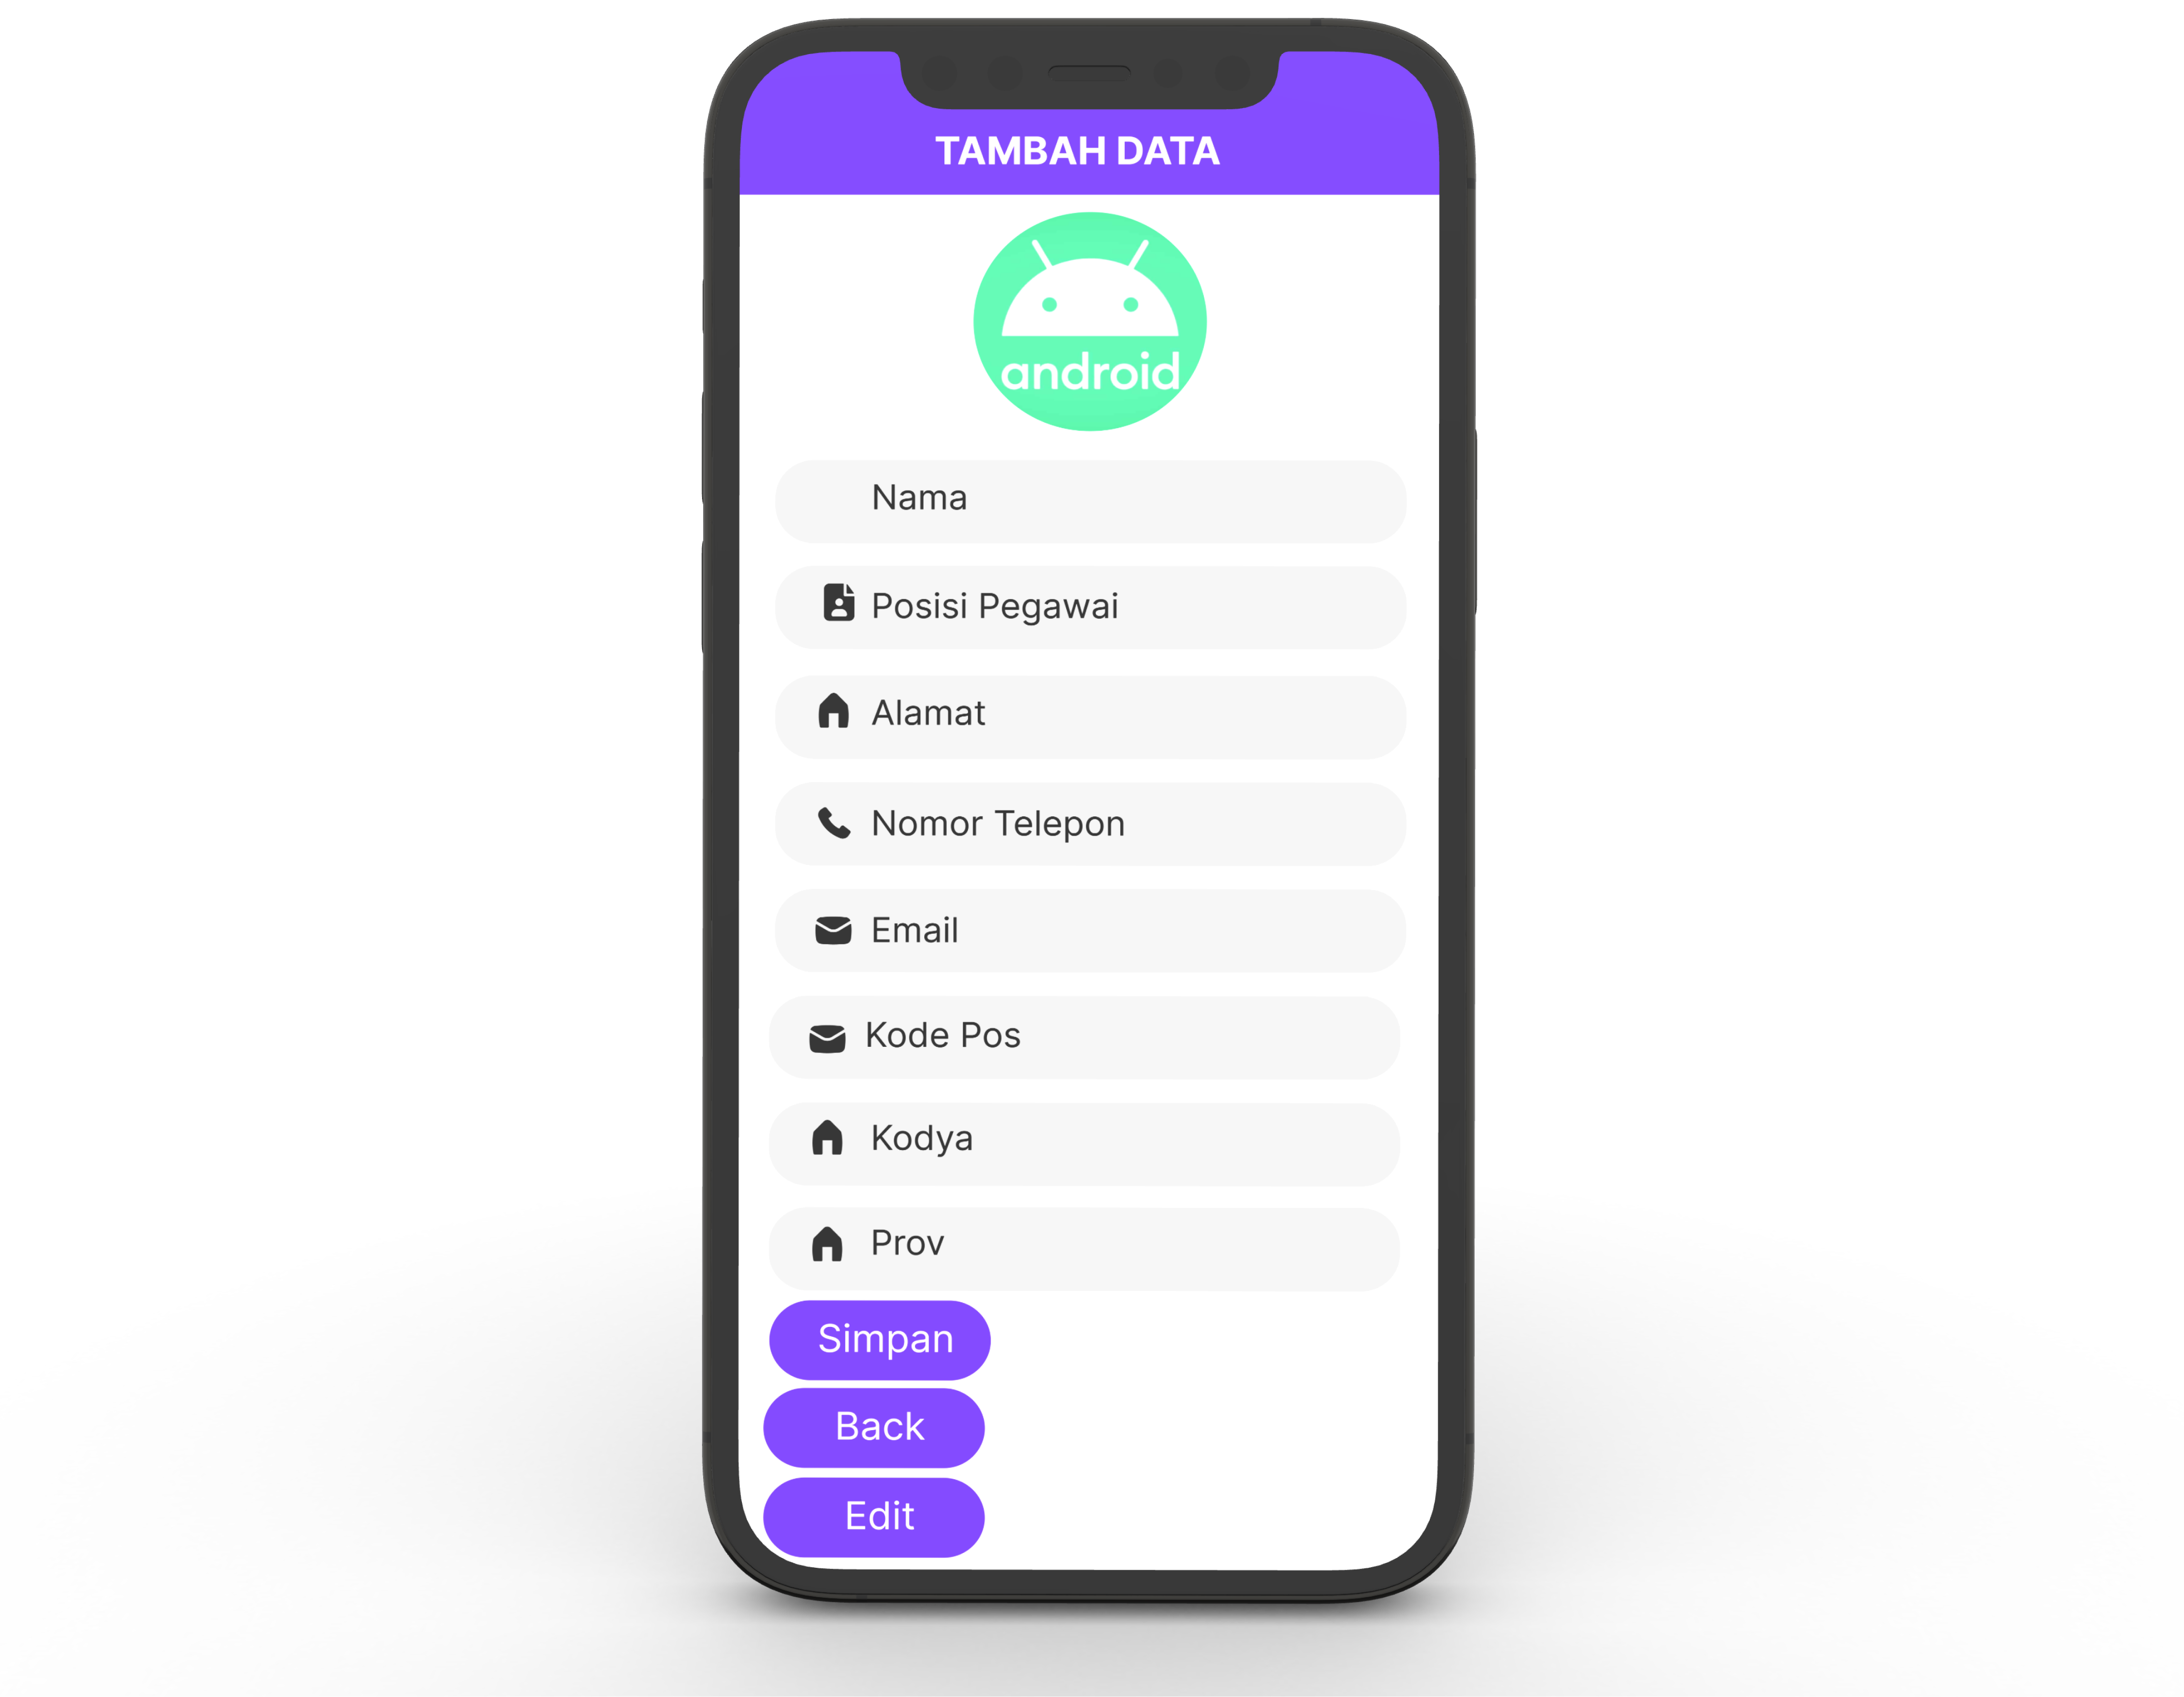 TAMBAH DATA
android
Nama
Posisi Pegawai
Alamat
Nomor Telepon
Email
Kode Pos
Kodya
Prov
Simpan
Back
Edit